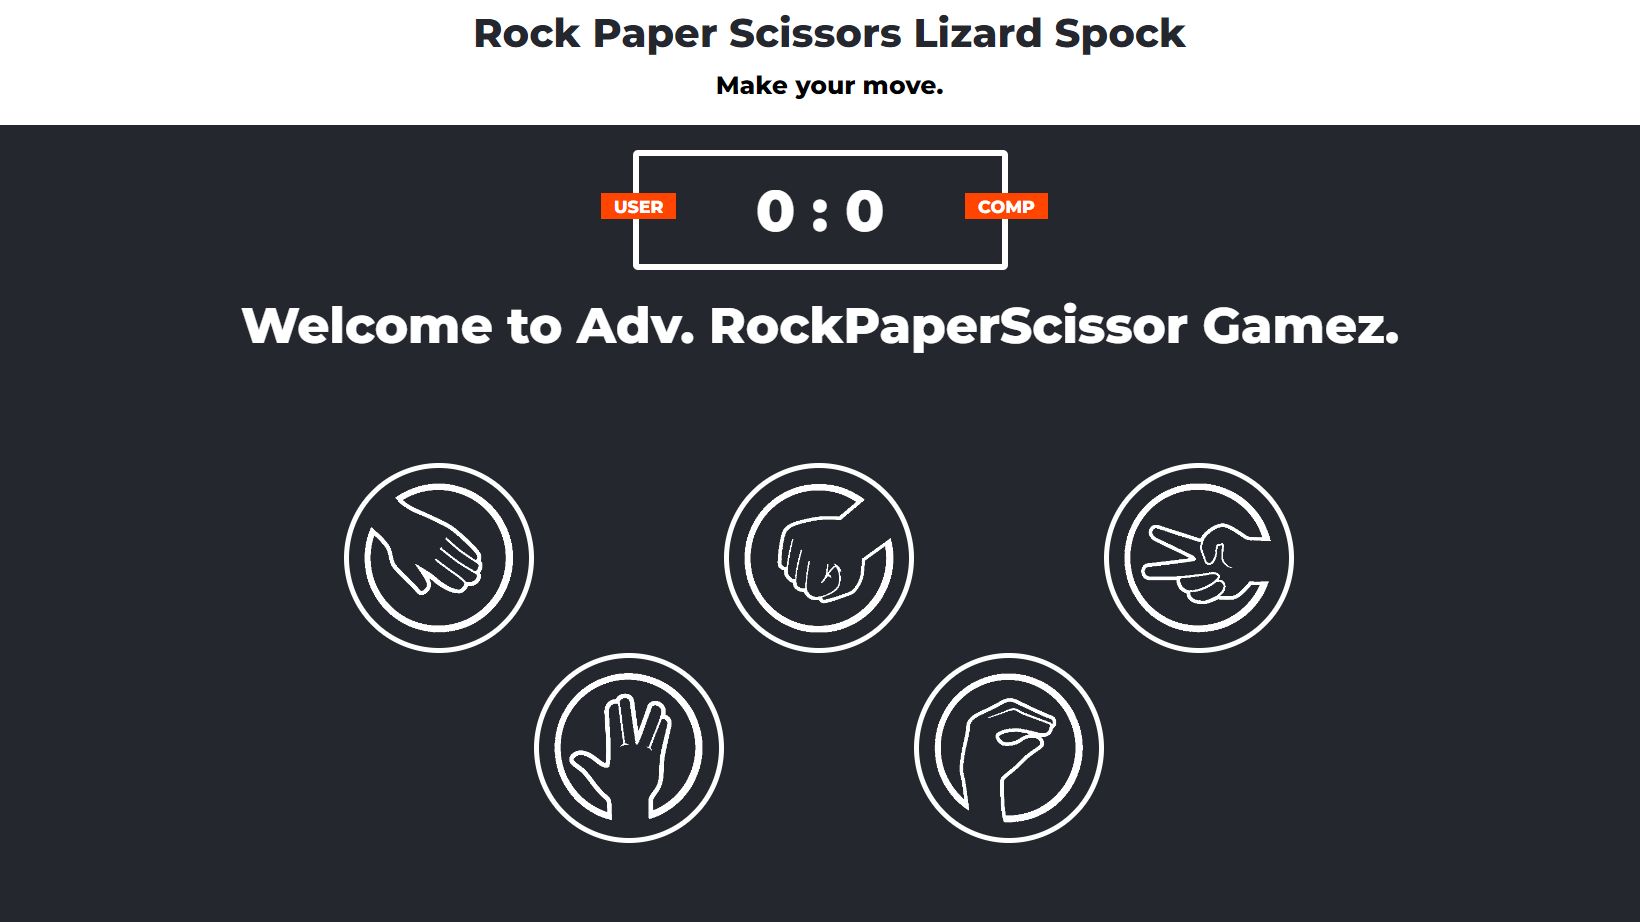 Rock Paper Scissors Lizard Spock
Make your move.
USER 0 : 0 COMP
Welcome to Adv. RockPaperScissor Gamez.